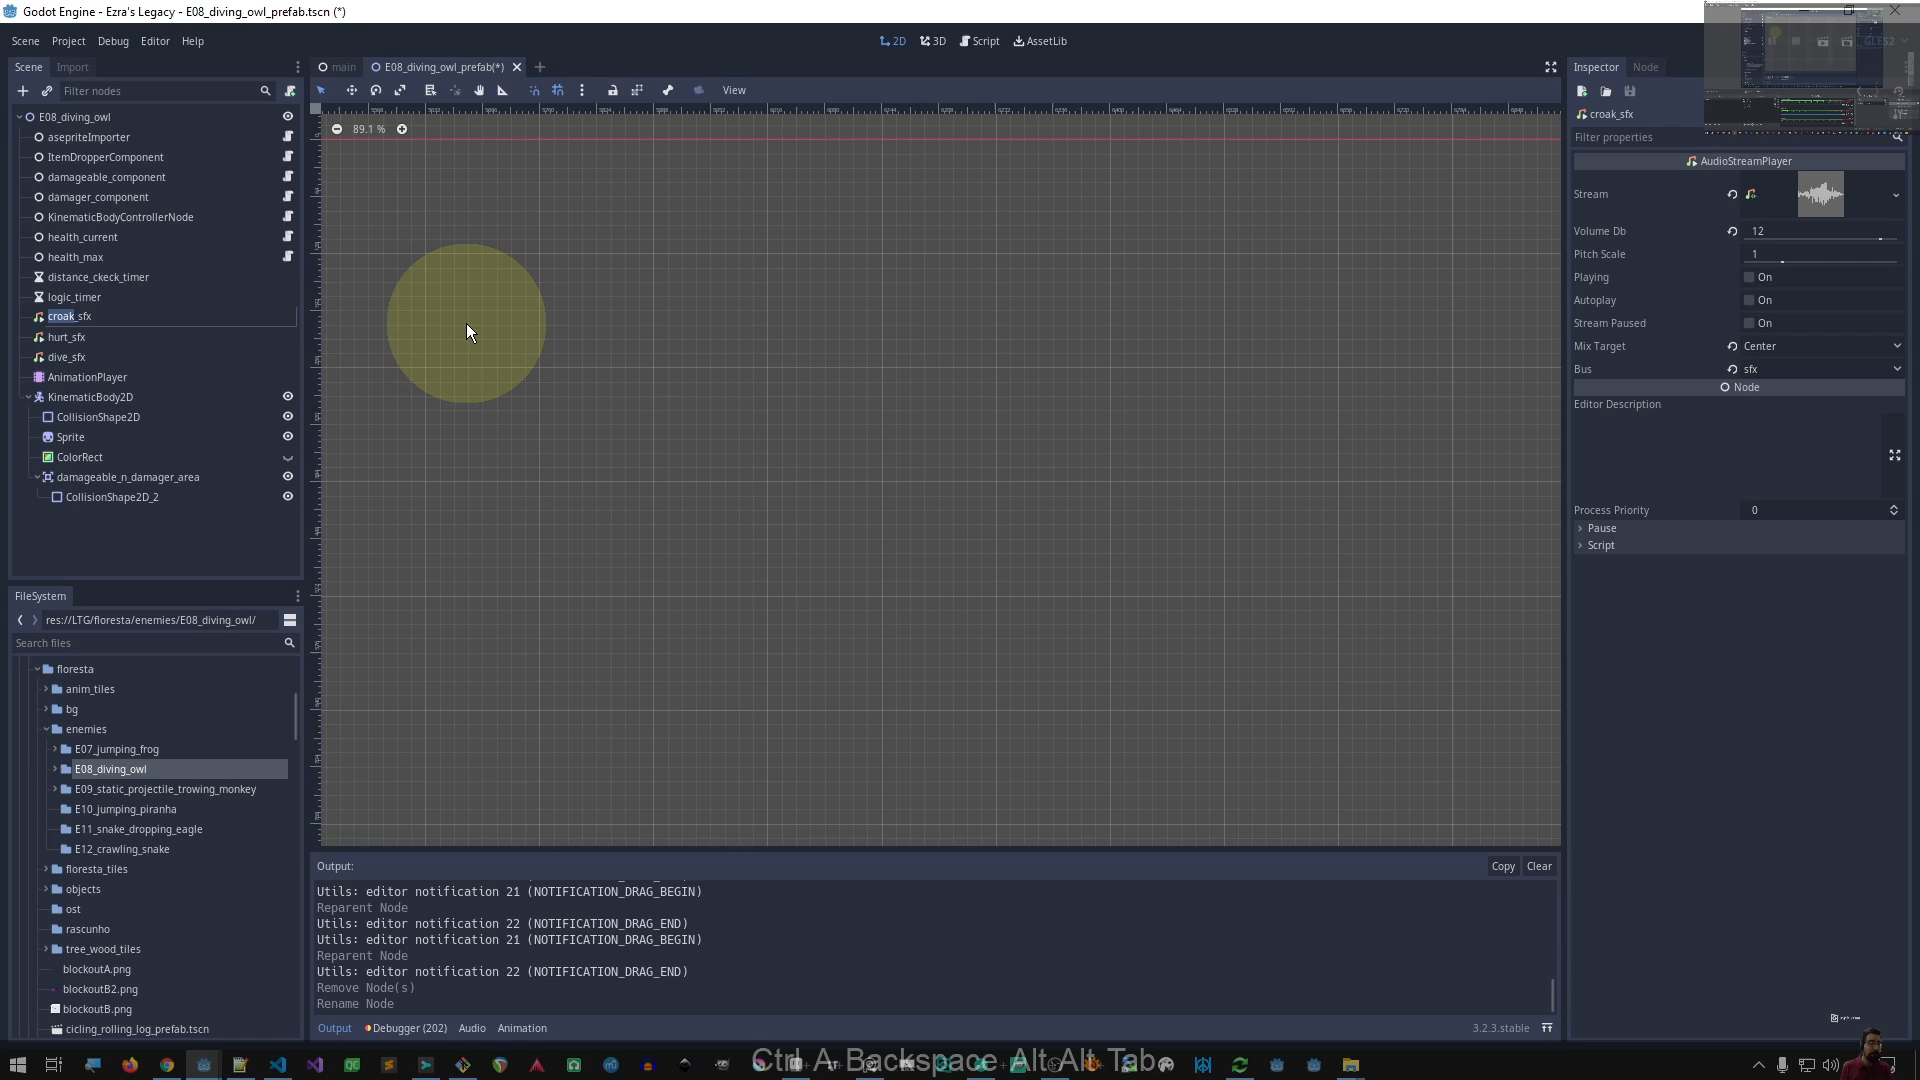 Godot Engine - Ezra's Legacy - E08_diving_owl_prefab.tscn (*)
Scene Project Debug Editor Help
2D 3D Script AssetLib
GLES2
Scene Import
main E08_diving_owl_prefab(*)
Inspector Node
Filter nodes
View
E08_diving_owl
asepriteImporter
ItemDropperComponent
damageable_component
damager_component
KinematicBodyControllerNode
health_current
health_max
distance_ckeck_timer
logic_timer
croak_sfx
hurt_sfx
dive_sfx
AnimationPlayer
KinematicBody2D
CollisionShape2D
Sprite
ColorRect
damageable_n_damager_area
CollisionShape2D_2
89.1 %
croak_sfx
Filter properties
AudioStreamPlayer
Stream
Volume Db 12
Pitch Scale 1
Playing On
Autoplay On
Stream Paused On
Mix Target Center
Bus sfx
Node
Editor Description
Process Priority 0
Pause
Script
FileSystem
res://LTG/floresta/enemies/E08_diving_owl/
Search files
floresta
anim_tiles
bg
enemies
E07_jumping_frog
E08_diving_owl
E09_static_projectile_trowing_monkey
E10_jumping_piranha
E11_snake_dropping_eagle
E12_crawling_snake
floresta_tiles
objects
ost
rascunho
tree_wood_tiles
blockoutA.png
blockoutB2.png
blockoutB.png
cicling_rolling_log_prefab.tscn
Output:
Copy Clear
Utils: editor notification 21 (NOTIFICATION_DRAG_BEGIN)
Reparent Node
Utils: editor notification 22 (NOTIFICATION_DRAG_END)
Utils: editor notification 21 (NOTIFICATION_DRAG_BEGIN)
Reparent Node
Utils: editor notification 22 (NOTIFICATION_DRAG_END)
Remove Node(s)
Rename Node
Output Debugger (202) Audio Animation
3.2.3.stable
Ctrl A Backspace Alt Alt Tab